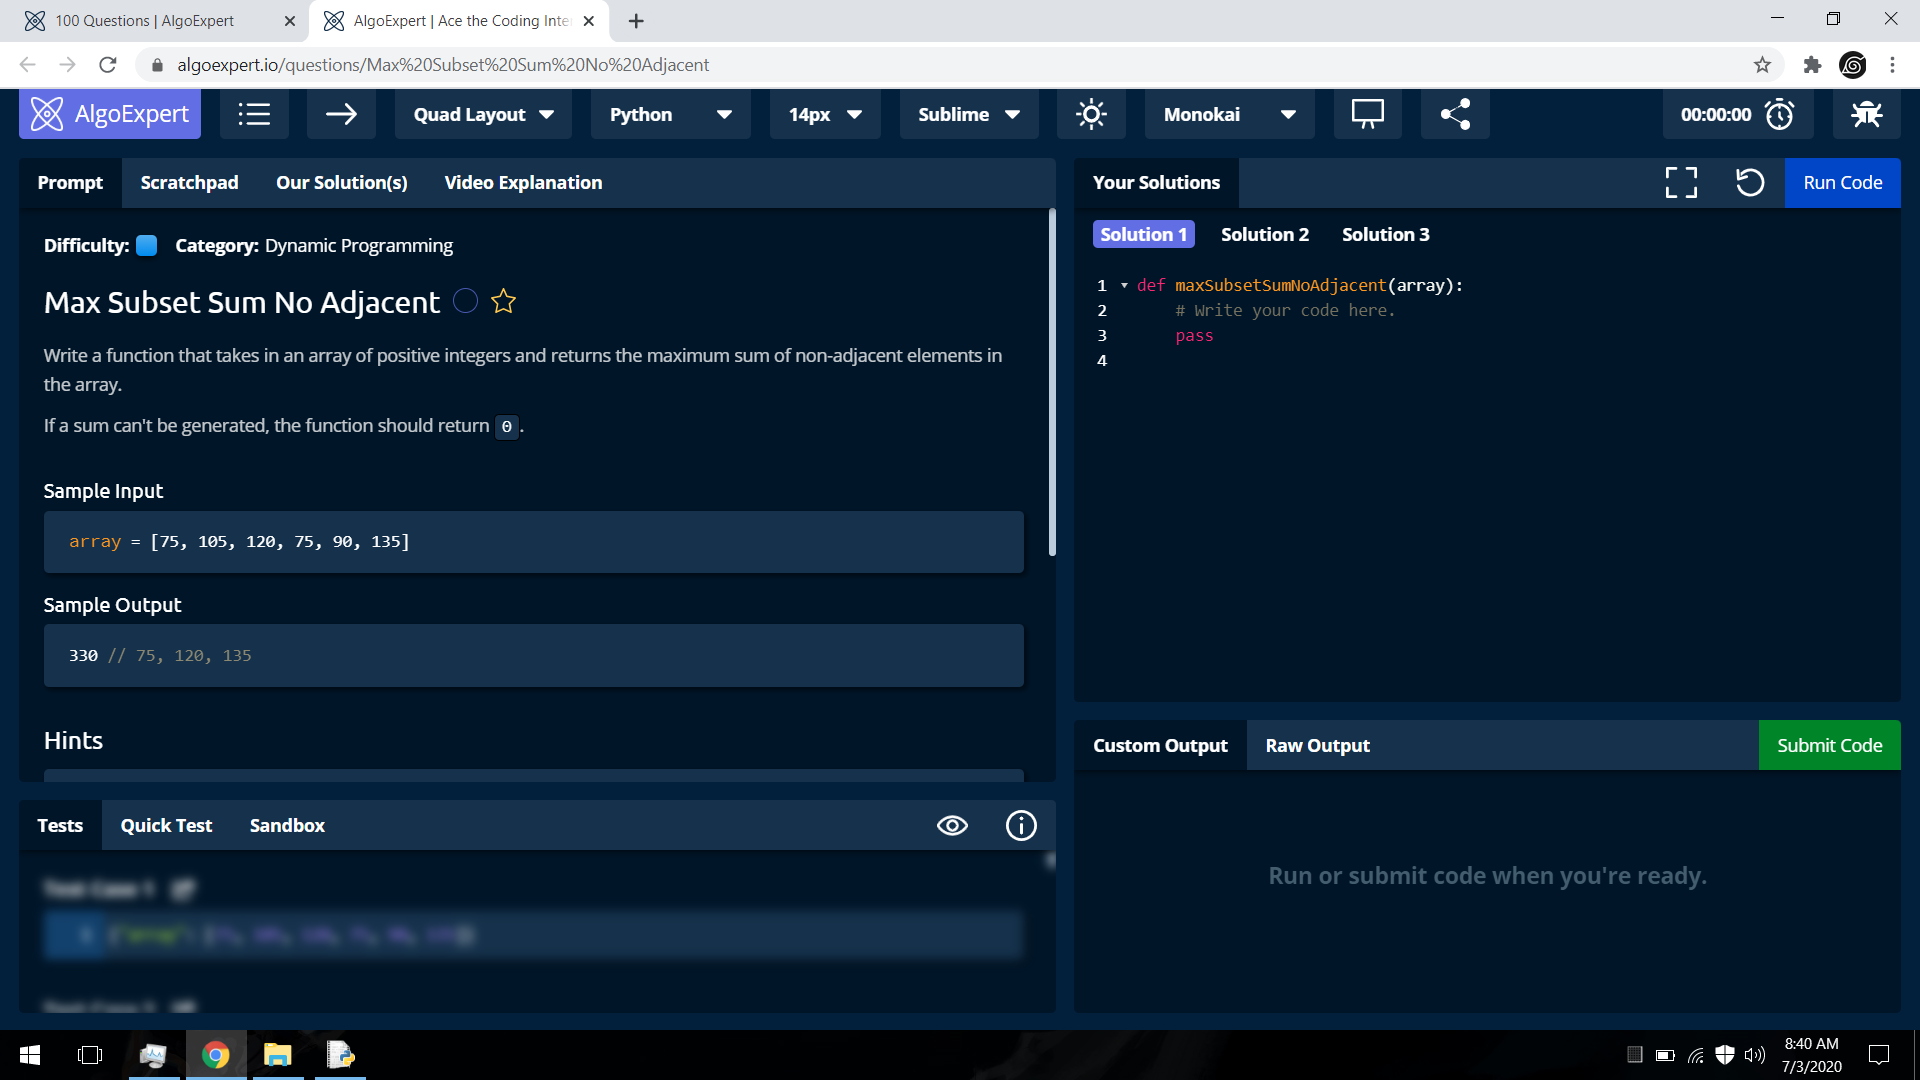 100 Questions | AlgoExpert
AlgoExpert | Ace the Coding Inte
algoexpert.io/questions/Max%20Subset%20Sum%20No%20Adjacent
AlgoExpert
Quad Layout
Python
14px
Sublime
Monokai
00:00:00
Prompt
Scratchpad
Our Solution(s)
Video Explanation
Difficulty:
Category: Dynamic Programming
Max Subset Sum No Adjacent
Write a function that takes in an array of positive integers and returns the maximum sum of non-adjacent elements in
the array.
If a sum can't be generated, the function should return 0.
Sample Input
array = [75, 105, 120, 75, 90, 135]
Sample Output
330 // 75, 120, 135
Hints
Tests
Quick Test
Sandbox
Your Solutions
Run Code
Solution 1
Solution 2
Solution 3
1 def maxSubsetSumNoAdjacent(array):
2 # Write your code here.
3 pass
4
Custom Output
Raw Output
Submit Code
Run or submit code when you're ready.
8:40 AM
7/3/2020